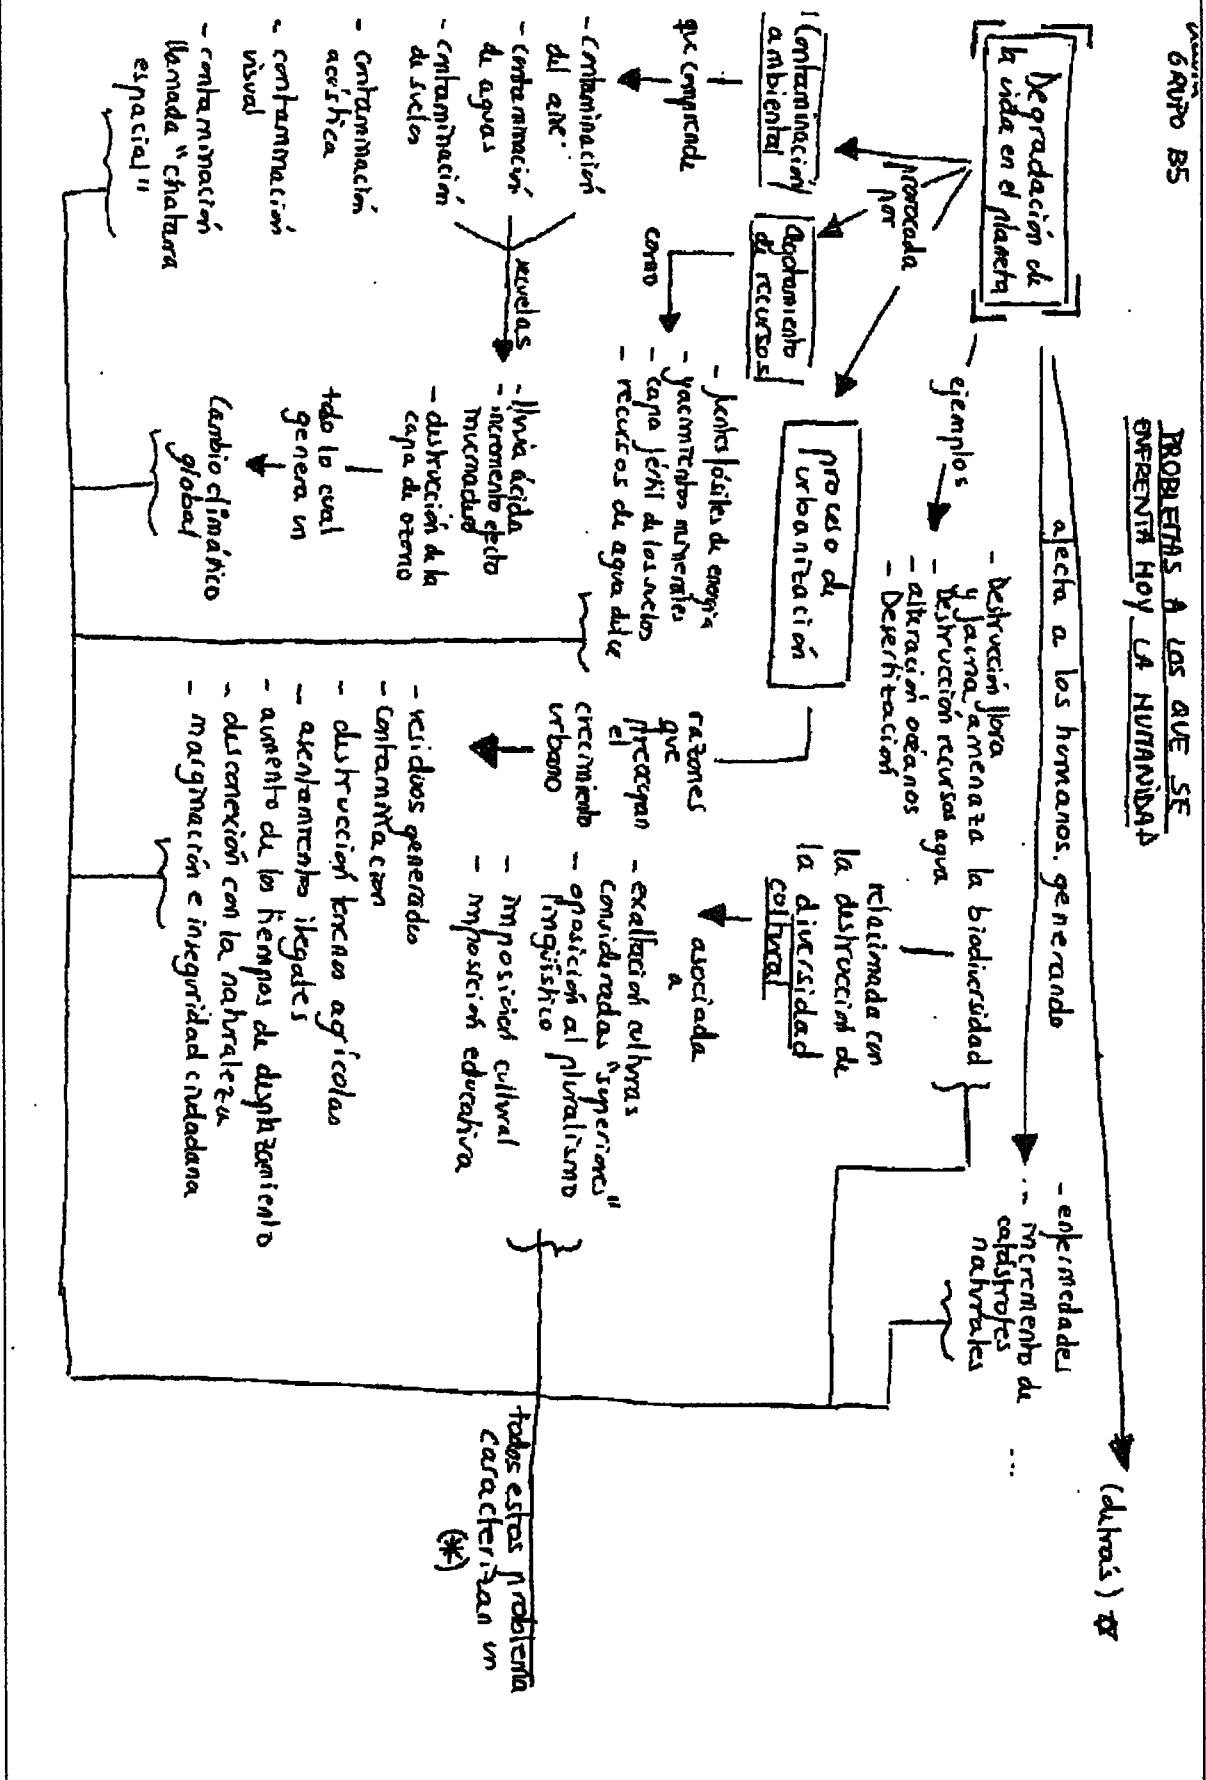 GRUPO B5
PROBLEMAS A LOS QUE SE
ENFRENTA HOY LA HUMANIDAD
Degradación de
la vida en el planeta
afecta a los humanos. generando
(detrás) ☆
- enfermedades
- incremento de
catástrofes
naturales
...
ejemplos
- Destrucción flora
y fauna, amenaza la biodiversidad
- Destrucción recursos agua
- alteración océanos
- Desertización
provocada
por
Contaminación
ambiental
agotamiento
de recursos
proceso de
urbanización
relacionada con
la destrucción de
la diversidad
cultural
asociada
a
- exaltación culturas
consideradas "superiores"
- oposición al pluralismo
lingüístico
- imposición cultural
- imposición educativa
que comprende
- contaminación
del aire
- contaminación
de aguas
- contaminación
de suelos
- contaminación
acústica
- contaminación
visual
- contaminación
llamada "chatarra
espacial"
secuelas
- lluvia ácida
- incremento efecto
invernadero
- destrucción de la
capa de ozono
todo lo cual
genera un
Cambio climático
global
como
- fuentes fósiles de energía
- yacimientos minerales
- capa fértil de los suelos
- recursos de agua dulce
razones
que
preocupan
el
crecimiento
urbano
- residuos generados
- contaminacion
- destrucción terrenos agrícolas
- asentamientos ilegales
- aumento de los tiempos de desplazamiento
- desconexión con la naturaleza
- marginación e inseguridad ciudadana
todos estos problema
caracterizan un
(*)